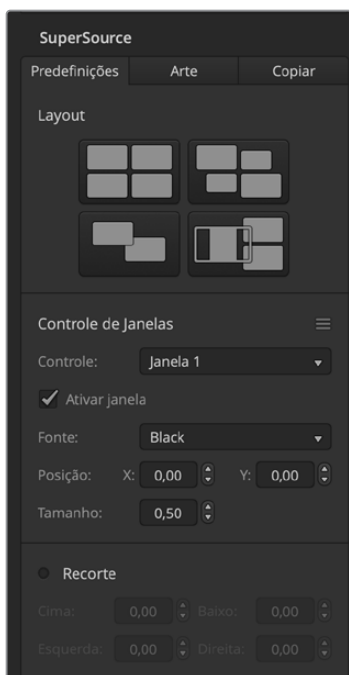 SuperSource
Predefinições Arte Copiar
Layout
Controle de Janelas
Controle: Janela 1
Ativar janela
Fonte: Black
Posição: X: 0,00 Y: 0,00
Tamanho: 0,50
Recorte
Cima: 0,00 Baixo: 0,00
Esquerda: 0,00 Direita: 0,00